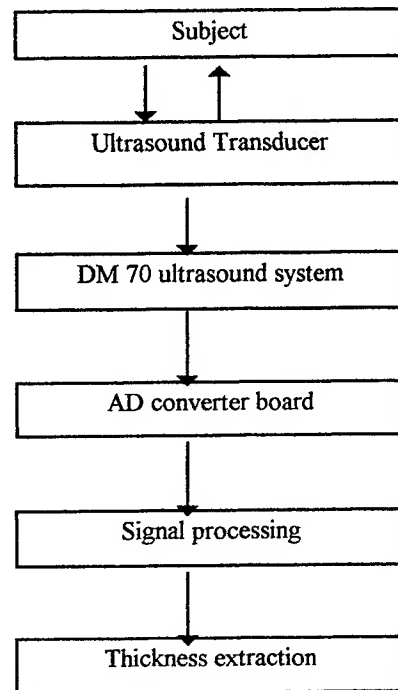 Subject
Ultrasound Transducer
DM 70 ultrasound system
AD converter board
Signal processing
Thickness extraction